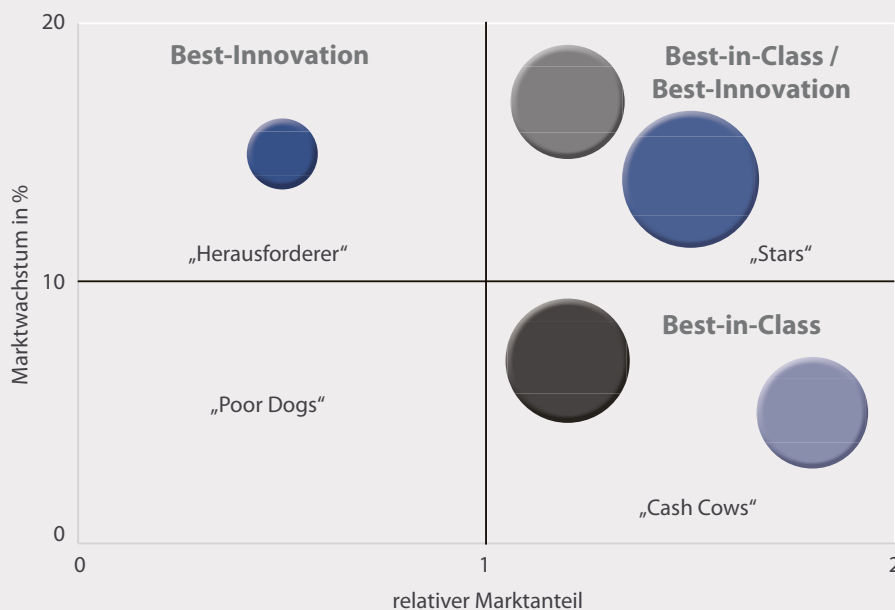 20
Best-Innovation
Best-in-Class /
Best-Innovation
„Herausforderer“
„Stars“
10
Marktwachstum in %
Best-in-Class
„Poor Dogs“
„Cash Cows“
0
0
1
2
relativer Marktanteil